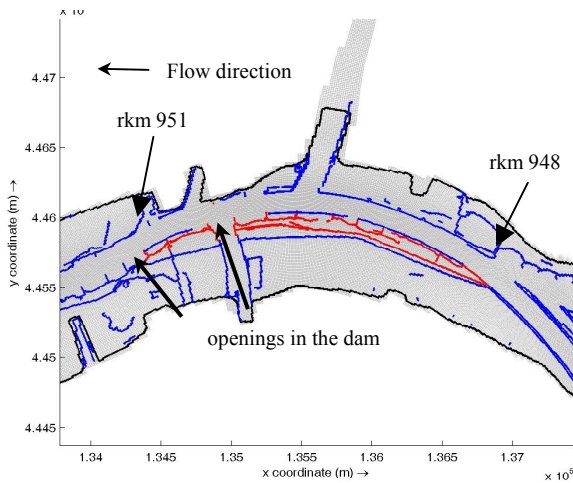 4.47
Flow direction
rkm 951
4.465
rkm 948
4.46
4.455
openings in the dam
4.45
4.445
1.34
1.345
1.35
1.355
1.36
1.365
1.37
x coordinate (m) →
y coordinate (m) →